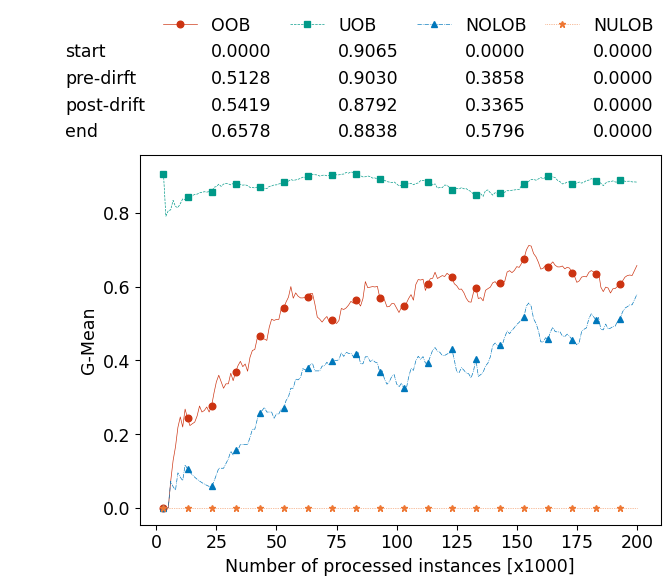 OOB UOB NOLOB NULOB
start 0.0000 0.9065 0.0000 0.0000
pre-dirft 0.5128 0.9030 0.3858 0.0000
post-drift 0.5419 0.8792 0.3365 0.0000
end 0.6578 0.8838 0.5796 0.0000
0.8
0.6
0.4
0.2
0.0
G-Mean
0 25 50 75 100 125 150 175 200
Number of processed instances [x1000]